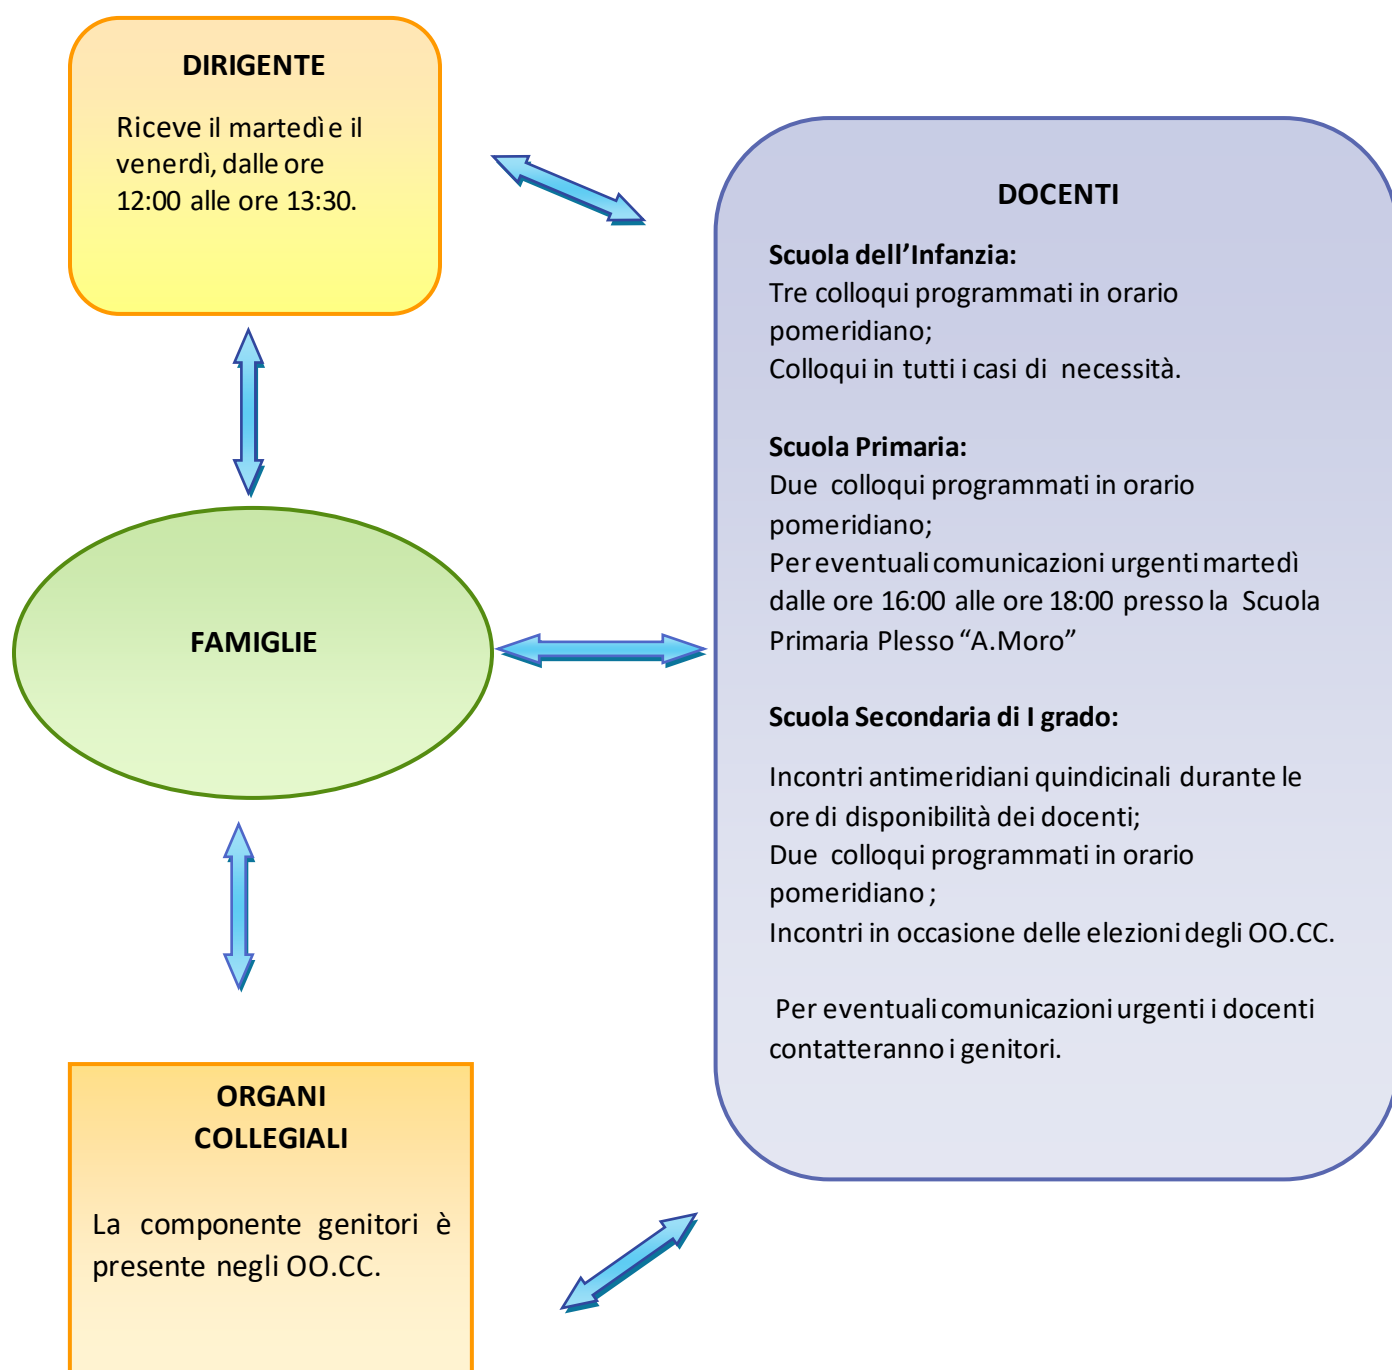 DIRIGENTE
Riceve il martedì e il
venerdì, dalle ore
12:00 alle ore 13:30.
DOCENTI
Scuola dell’Infanzia:
Tre colloqui programmati in orario
pomeridiano;
Colloqui in tutti i casi di necessità.
Scuola Primaria:
Due colloqui programmati in orario
pomeridiano;
Per eventuali comunicazioni urgenti martedì
dalle ore 16:00 alle ore 18:00 presso la Scuola
Primaria Plesso “A.Moro”
Scuola Secondaria di I grado:
Incontri antimeridiani quindicinali durante le
ore di disponibilità dei docenti;
Due colloqui programmati in orario
pomeridiano ;
Incontri in occasione delle elezioni degli OO.CC.
Per eventuali comunicazioni urgenti i docenti
contatteranno i genitori.
FAMIGLIE
ORGANI
COLLEGIALI
La componente genitori è
presente negli OO.CC.